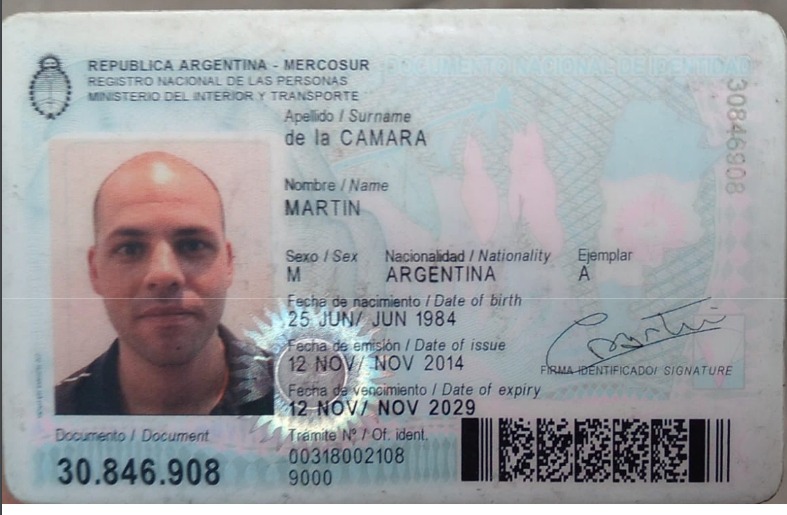 REPUBLICA ARGENTINA - MERCOSUR
REGISTRO NACIONAL DE LAS PERSONAS
MINISTERIO DEL INTERIOR Y TRANSPORTE
DOCUMENTO NACIONAL DE IDENTIDAD
30846908
Apellido / Surname
de la CAMARA
Nombre / Name
MARTIN
Sexo / Sex Nacionalidad / Nationality Ejemplar
M ARGENTINA A
Fecha de nacimiento / Date of birth
25 JUN/ JUN 1984
Fecha de emisión / Date of issue
12 NOV/ NOV 2014
FIRMA IDENTIFICADO/ SIGNATURE
Fecha de vencimiento / Date of expiry
12 NOV/ NOV 2029
Documento / Document
30.846.908
Trámite Nº / Of. ident.
00318002108
9000